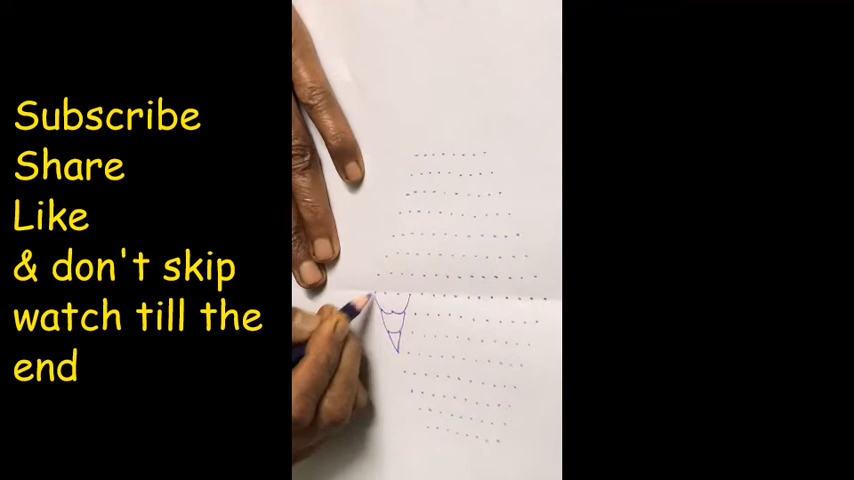 Subscribe
Share
Like
& don't skip
watch till the
end